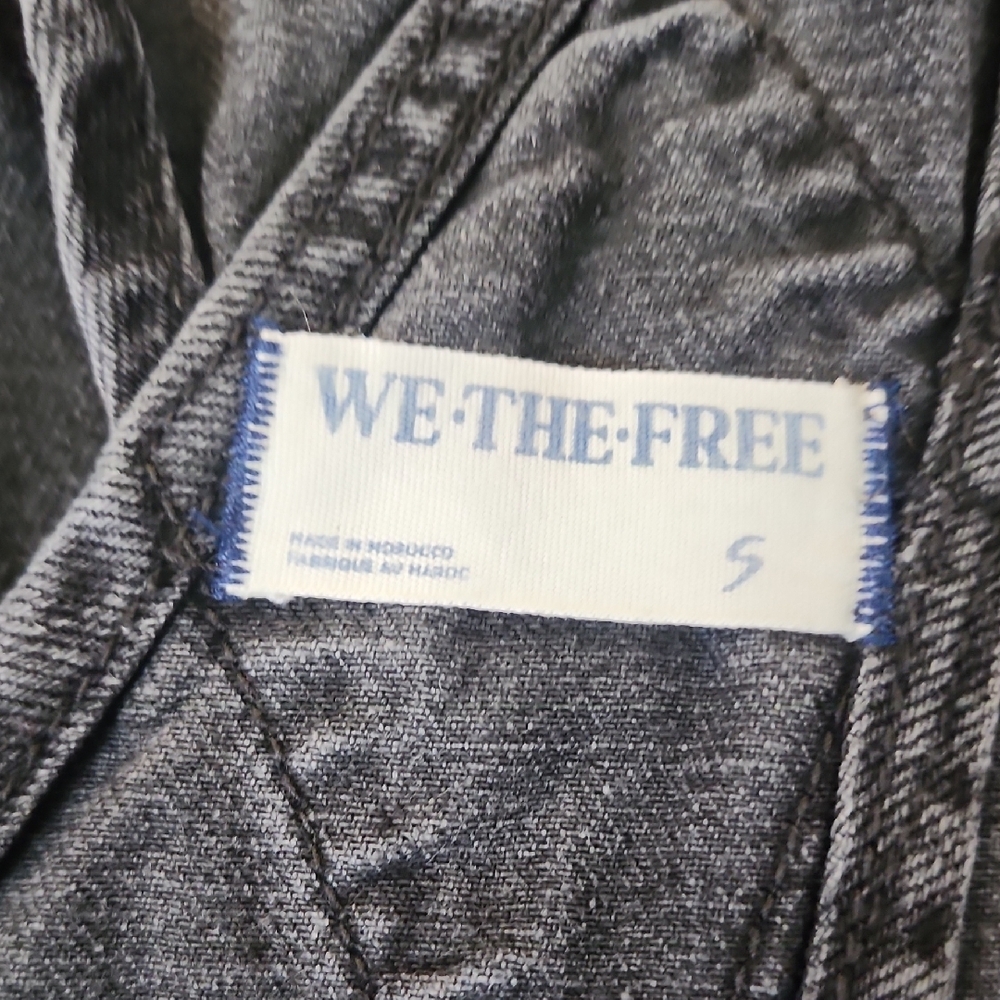 WE·THE·FREE
MADE IN MOROCCO
FABRIQUE AU MAROC
S